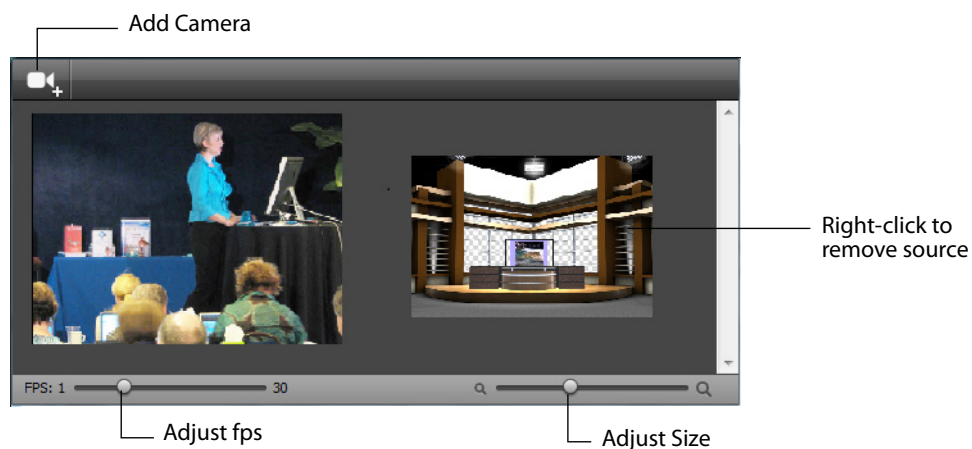 Add Camera
Right-click to
remove source
FPS: 1
30
Adjust fps
Adjust Size